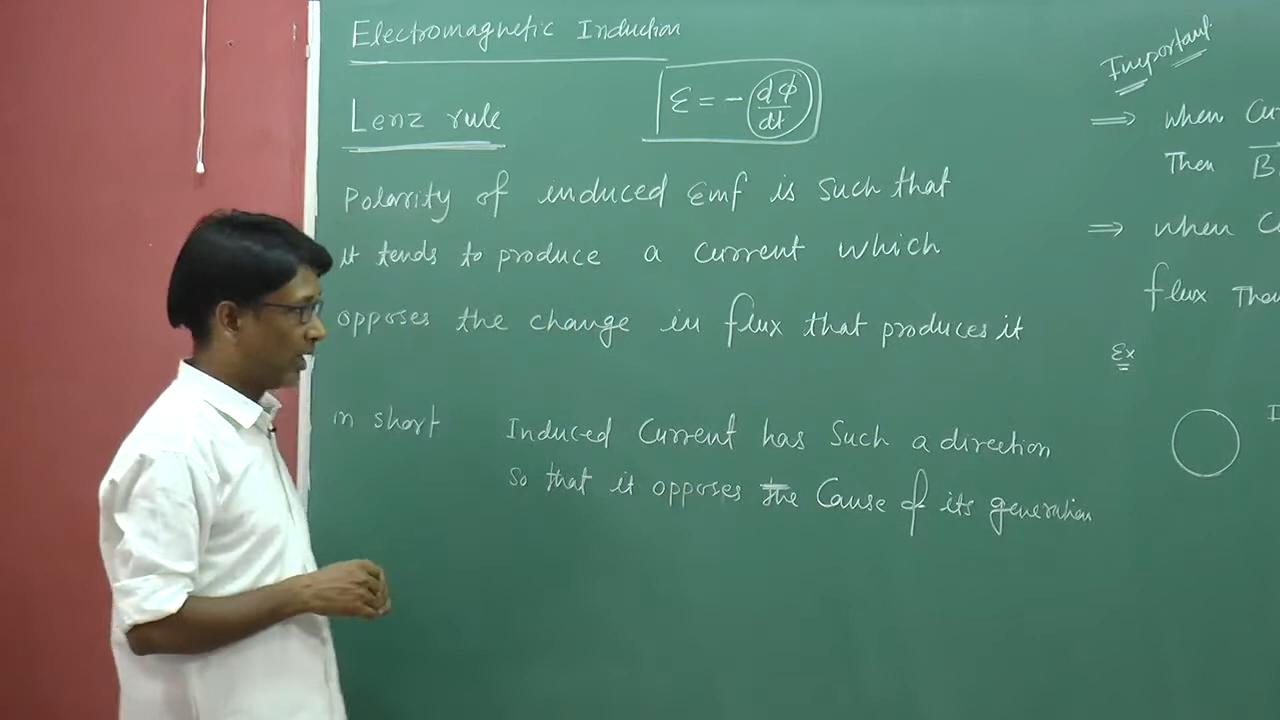 Electromagnetic Induction
Lenz rule
ε = - dφ/dt
Polarity of induced Emf is Such that
it tends to produce a current which
opposes the change in flux that produces it
in short
Induced Current has Such a direction
So that it opposes the Cause of its generation
Important
⇒ when Cu
Then B
⇒ when C
flux Then
Ex
I